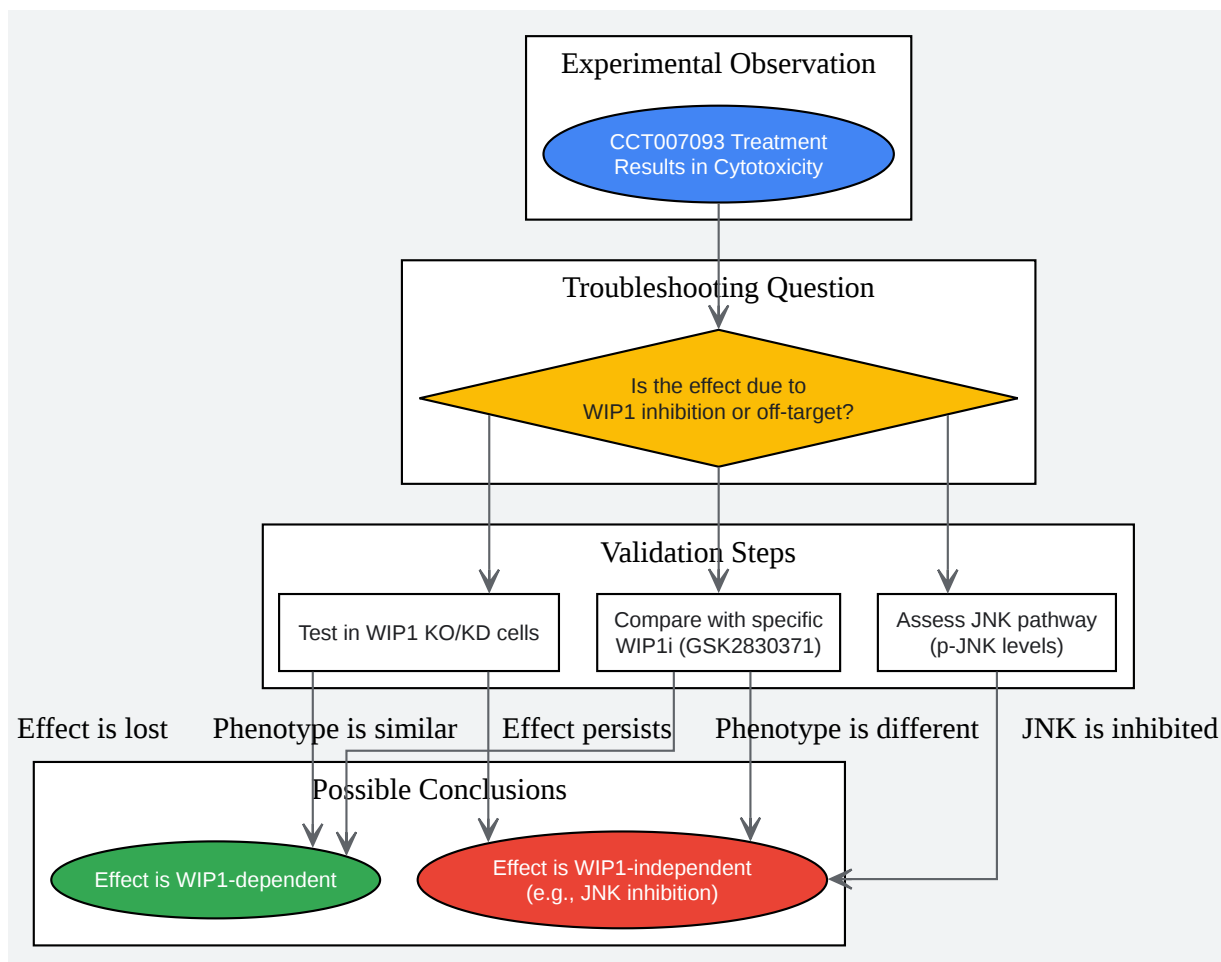 Experimental Observation
CCT007093 Treatment
Results in Cytotoxicity
Troubleshooting Question
Is the effect due to
WIP1 inhibition or off-target?
Validation Steps
Test in WIP1 KO/KD cells
Compare with specific
WIP1i (GSK2830371)
Assess JNK pathway
(p-JNK levels)
Effect is lost
Phenotype is similar
Effect persists
Phenotype is different
JNK is inhibited
Possible Conclusions
Effect is WIP1-dependent
Effect is WIP1-independent
(e.g., JNK inhibition)